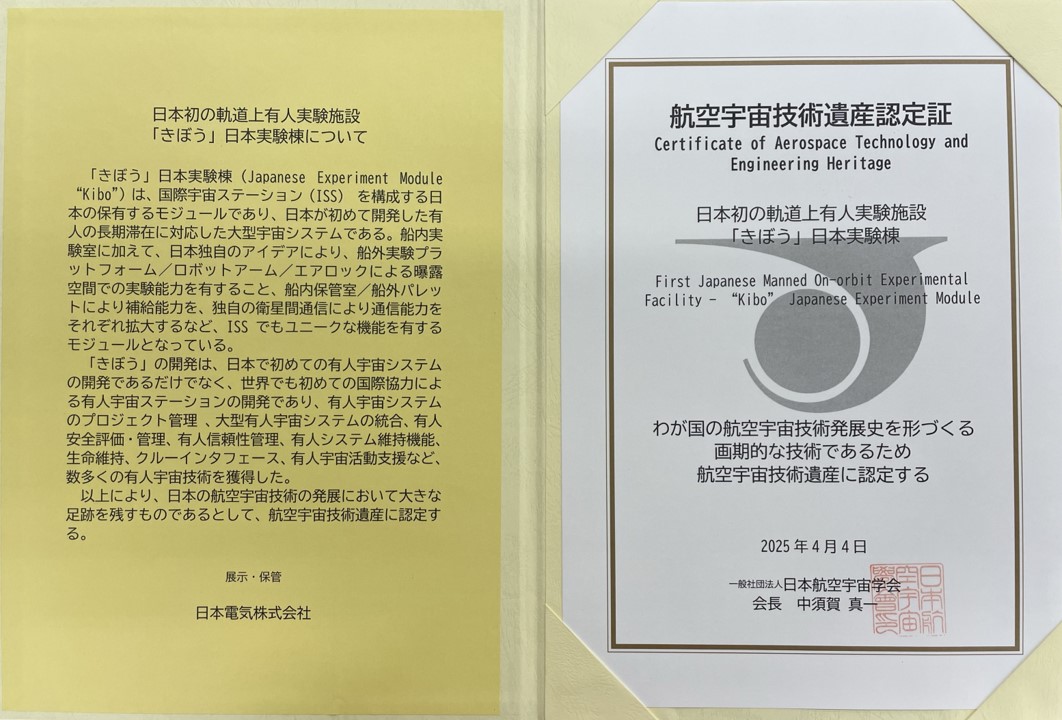 日本初の軌道上有人実験施設
「きぼう」日本実験棟について
「きぼう」日本実験棟（Japanese Experiment Module
“Kibo”）は、国際宇宙ステーション（ISS） を構成する日
本の保有するモジュールであり、日本が初めて開発した有
人の長期滞在に対応した大型宇宙システムである。船内実
験室に加えて、日本独自のアイデアにより、船外実験プラ
ットフォーム／ロボットアーム／エアロックによる曝露
空間での実験能力を有すること、船内保管室／船外パレッ
トにより補給能力を、独自の衛星間通信により通信能力を
それぞれ拡大するなど、ISS でもユニークな機能を有する
モジュールとなっている。
「きぼう」の開発は、日本で初めての有人宇宙システム
の開発であるだけでなく、世界でも初めての国際協力によ
る有人宇宙ステーションの開発であり、有人宇宙システム
のプロジェクト管理 、大型有人宇宙システムの統合、有人
安全評価・管理、有人信頼性管理、有人システム維持機能、
生命維持、クルーインタフェース、有人宇宙活動支援など、
数多くの有人宇宙技術を獲得した。
以上により、日本の航空宇宙技術の発展において大きな
足跡を残すものであるとして、航空宇宙技術遺産に認定す
る。
展示・保管
日本電気株式会社
航空宇宙技術遺産認定証
Certificate of Aerospace Technology and
Engineering Heritage
日本初の軌道上有人実験施設
「きぼう」日本実験棟
First Japanese Manned On-orbit Experimental
Facility – “Kibo” Japanese Experiment Module
わが国の航空宇宙技術発展史を形づくる
画期的な技術であるため
航空宇宙技術遺産に認定する
2025 年 4 月 4 日
一般社団法人日本航空宇宙学会
会長 中須賀 真一
日本航
空宇宙
學會印